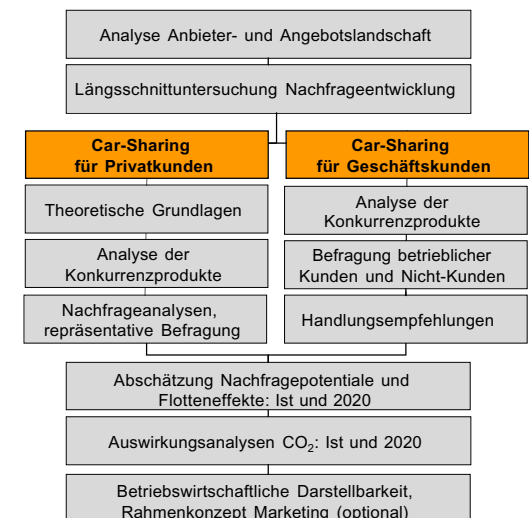 Analyse Anbieter- und Angebotslandschaft
Längsschnittuntersuchung Nachfrageentwicklung
Car-Sharing
für Privatkunden
Theoretische Grundlagen
Analyse der
Konkurrenzprodukte
Nachfrageanalysen,
repräsentative Befragung
Car-Sharing
für Geschäftskunden
Analyse der
Konkurrenzprodukte
Befragung betrieblicher
Kunden und Nicht-Kunden
Handlungsempfehlungen
Abschätzung Nachfragepotentiale und
Flotteneffekte: Ist und 2020
Auswirkungsanalysen CO₂: Ist und 2020
Betriebswirtschaftliche Darstellbarkeit,
Rahmenkonzept Marketing (optional)